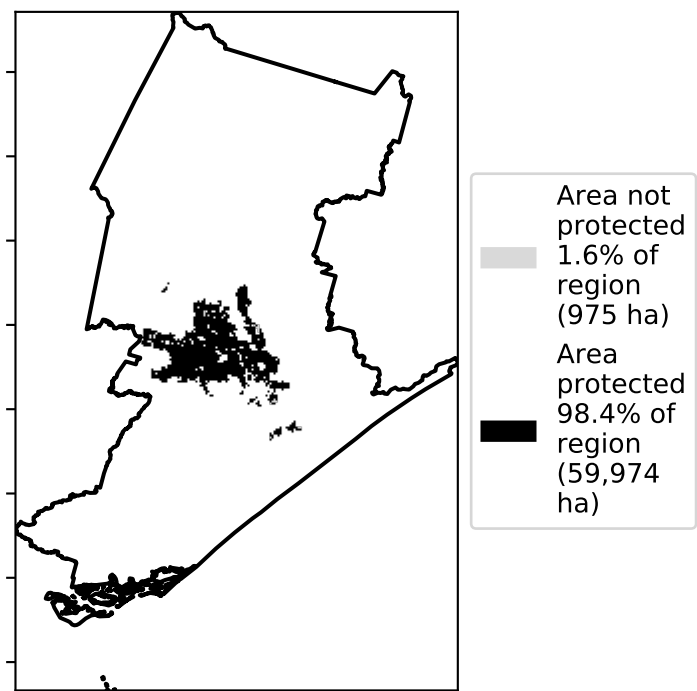 Area not
protected
1.6% of
region
(975 ha)
Area
protected
98.4% of
region
(59,974
ha)